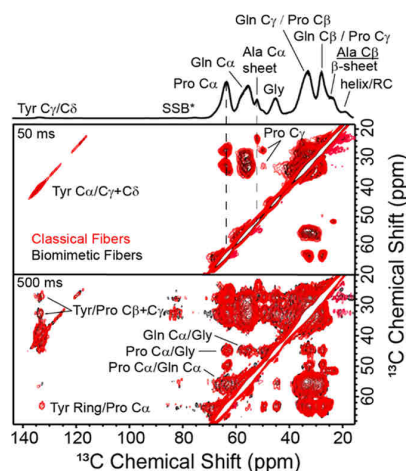 Gln Cγ / Pro Cβ
Gln Cβ / Pro Cγ
Gln Cα
Ala Cα
sheet
Ala Cβ
β-sheet
Pro Cα
Gly
helix/RC
Tyr Cγ/Cδ
SSB*
50 ms
Pro Cγ
Tyr Cα/Cγ+Cδ
Classical Fibers
Biomimetic Fibers
20
30
40
50
60
20
500 ms
Tyr/Pro Cβ+Cγ
Gln Cα/Gly
Pro Cα/Gly
Pro Cα/Gln Cα
Tyr Ring/Pro Cα
30
40
50
60
140 120 100 80 60 40 20
¹³C Chemical Shift (ppm)
¹³C Chemical Shift (ppm)